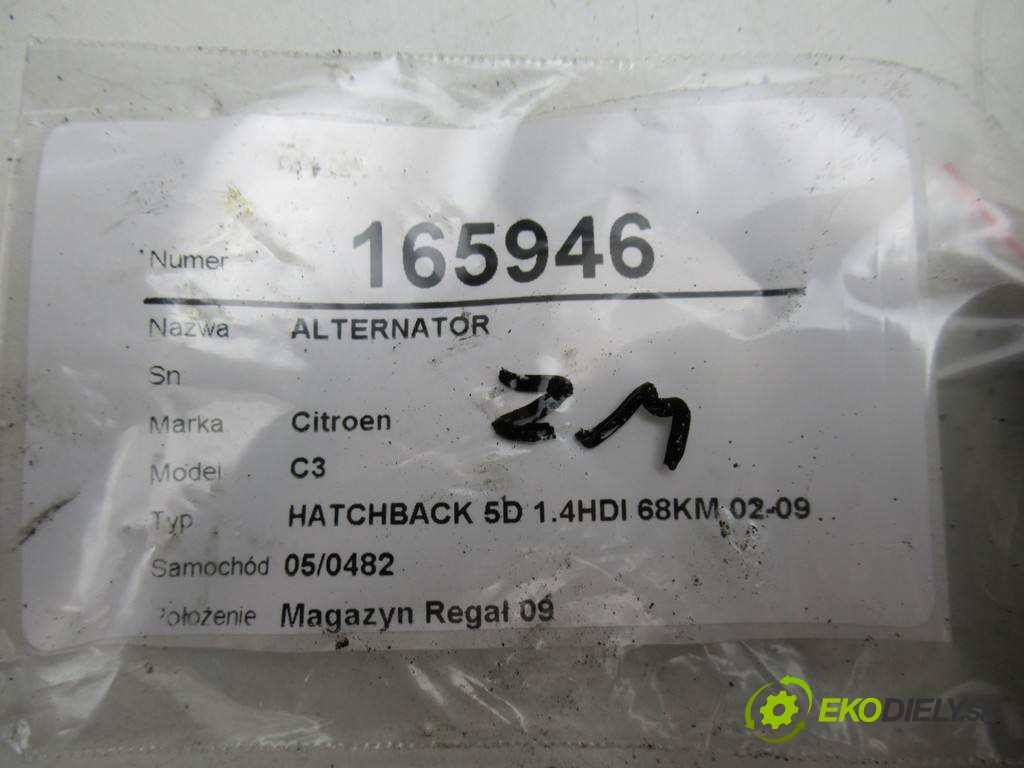 Numer 165946
Nazwa ALTERNATOR
Sn
Marka Citroen
Model C3
Typ HATCHBACK 5D 1.4HDI 68KM 02-09
Samochód 05/0482
Położenie Magazyn Regał 09
EKODIELY.SK